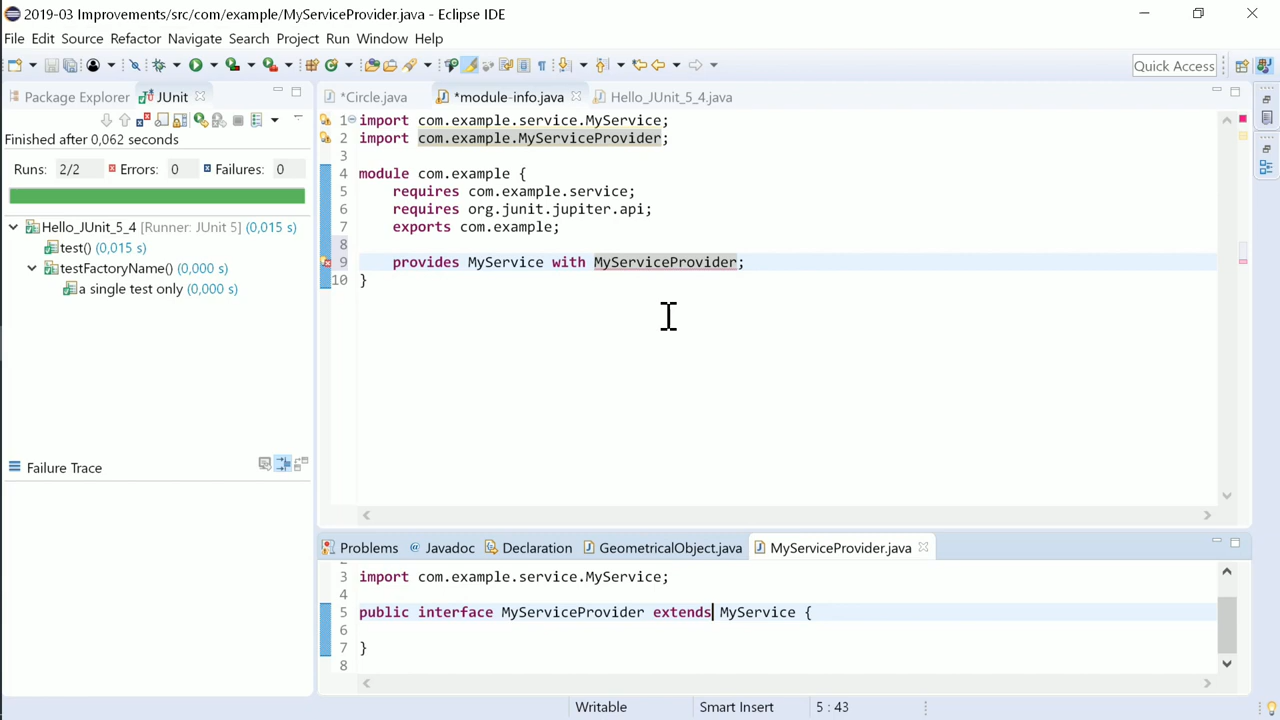 2019-03 Improvements/src/com/example/MyServiceProvider.java - Eclipse IDE
File Edit Source Refactor Navigate Search Project Run Window Help
Quick Access
Package Explorer JUnit
Finished after 0,062 seconds
Runs: 2/2 Errors: 0 Failures: 0
Hello_JUnit_5_4 [Runner: JUnit 5] (0,015 s)
test() (0,015 s)
testFactoryName() (0,000 s)
a single test only (0,000 s)
Failure Trace
*Circle.java *module-info.java Hello_JUnit_5_4.java
1 import com.example.service.MyService;
2 import com.example.MyServiceProvider;
3
4 module com.example {
5 requires com.example.service;
6 requires org.junit.jupiter.api;
7 exports com.example;
8
9 provides MyService with MyServiceProvider;
10 }
Problems Javadoc Declaration GeometricalObject.java MyServiceProvider.java
3 import com.example.service.MyService;
4
5 public interface MyServiceProvider extends MyService {
6
7 }
8
Writable Smart Insert 5 : 43